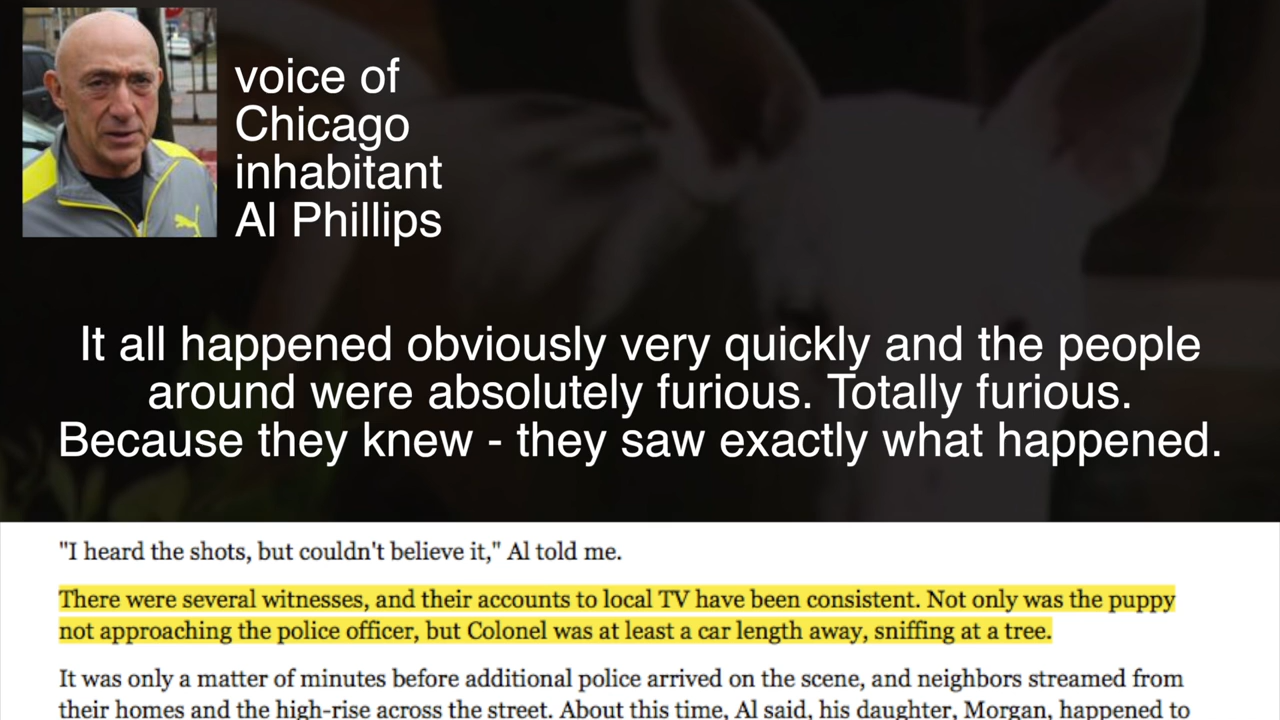 voice of
Chicago
inhabitant
Al Phillips
It all happened obviously very quickly and the people
around were absolutely furious. Totally furious.
Because they knew - they saw exactly what happened.
"I heard the shots, but couldn't believe it," Al told me.
There were several witnesses, and their accounts to local TV have been consistent. Not only was the puppy
not approaching the police officer, but Colonel was at least a car length away, sniffing at a tree.
It was only a matter of minutes before additional police arrived on the scene, and neighbors streamed from
their homes and the high-rise across the street. About this time, Al said, his daughter, Morgan, happened to